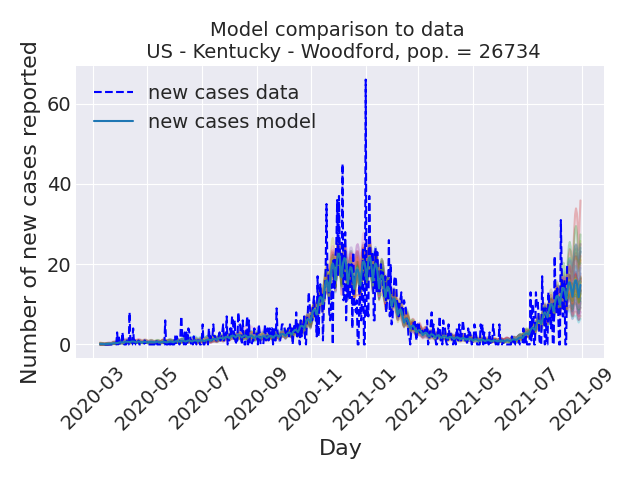 Model comparison to data
US - Kentucky - Woodford, pop. = 26734
new cases data
new cases model
Number of new cases reported
60
40
20
0
2020-03
2020-05
2020-07
2020-09
2020-11
2021-01
2021-03
2021-05
2021-07
2021-09
Day